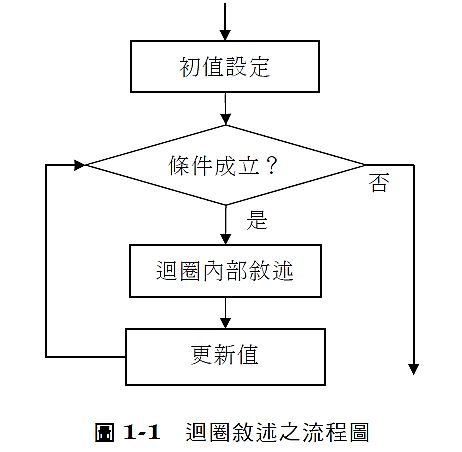 初值設定
條件成立？
否
是
迴圈內部敘述
更新值
圖 1-1 迴圈敘述之流程圖